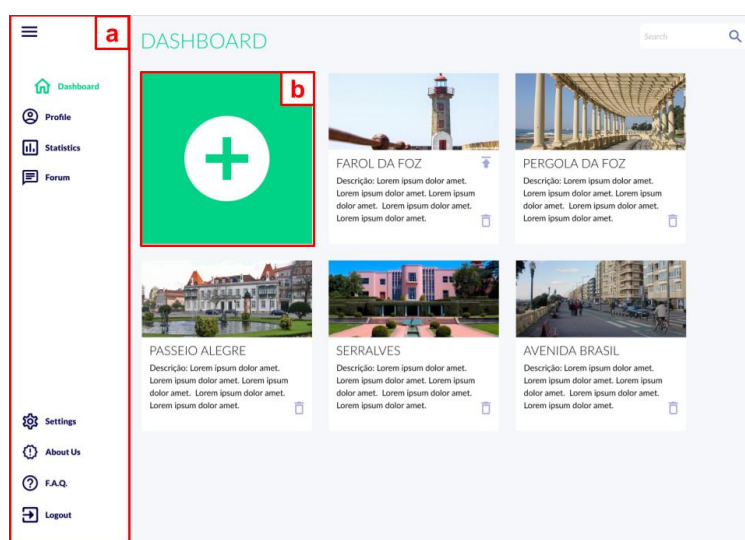 a
DASHBOARD
Search
b
Dashboard
Profile
Statistics
Forum
FAROL DA FOZ
Descrição: Lorem ipsum dolor amet.
Lorem ipsum dolor amet. Lorem ipsum
dolor amet. Lorem ipsum dolor amet.
Lorem ipsum dolor amet.
PERGOLA DA FOZ
Descrição: Lorem ipsum dolor amet.
Lorem ipsum dolor amet. Lorem ipsum
dolor amet. Lorem ipsum dolor amet.
Lorem ipsum dolor amet.
PASSEIO ALEGRE
Descrição: Lorem ipsum dolor amet.
Lorem ipsum dolor amet. Lorem ipsum
dolor amet. Lorem ipsum dolor amet.
Lorem ipsum dolor amet.
SERRALVES
Descrição: Lorem ipsum dolor amet.
Lorem ipsum dolor amet. Lorem ipsum
dolor amet. Lorem ipsum dolor amet.
Lorem ipsum dolor amet.
AVENIDA BRASIL
Descrição: Lorem ipsum dolor amet.
Lorem ipsum dolor amet. Lorem ipsum
dolor amet. Lorem ipsum dolor amet.
Lorem ipsum dolor amet.
Settings
About Us
F.A.Q.
Logout